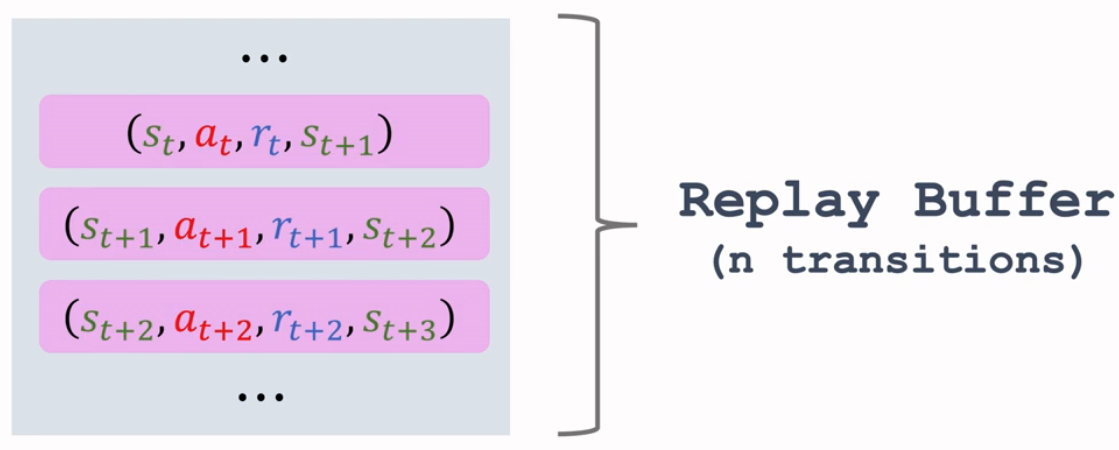 ...
(s_t, a_t, r_t, s_{t+1})
(s_{t+1}, a_{t+1}, r_{t+1}, s_{t+2})
(s_{t+2}, a_{t+2}, r_{t+2}, s_{t+3})
...
Replay Buffer
(n transitions)